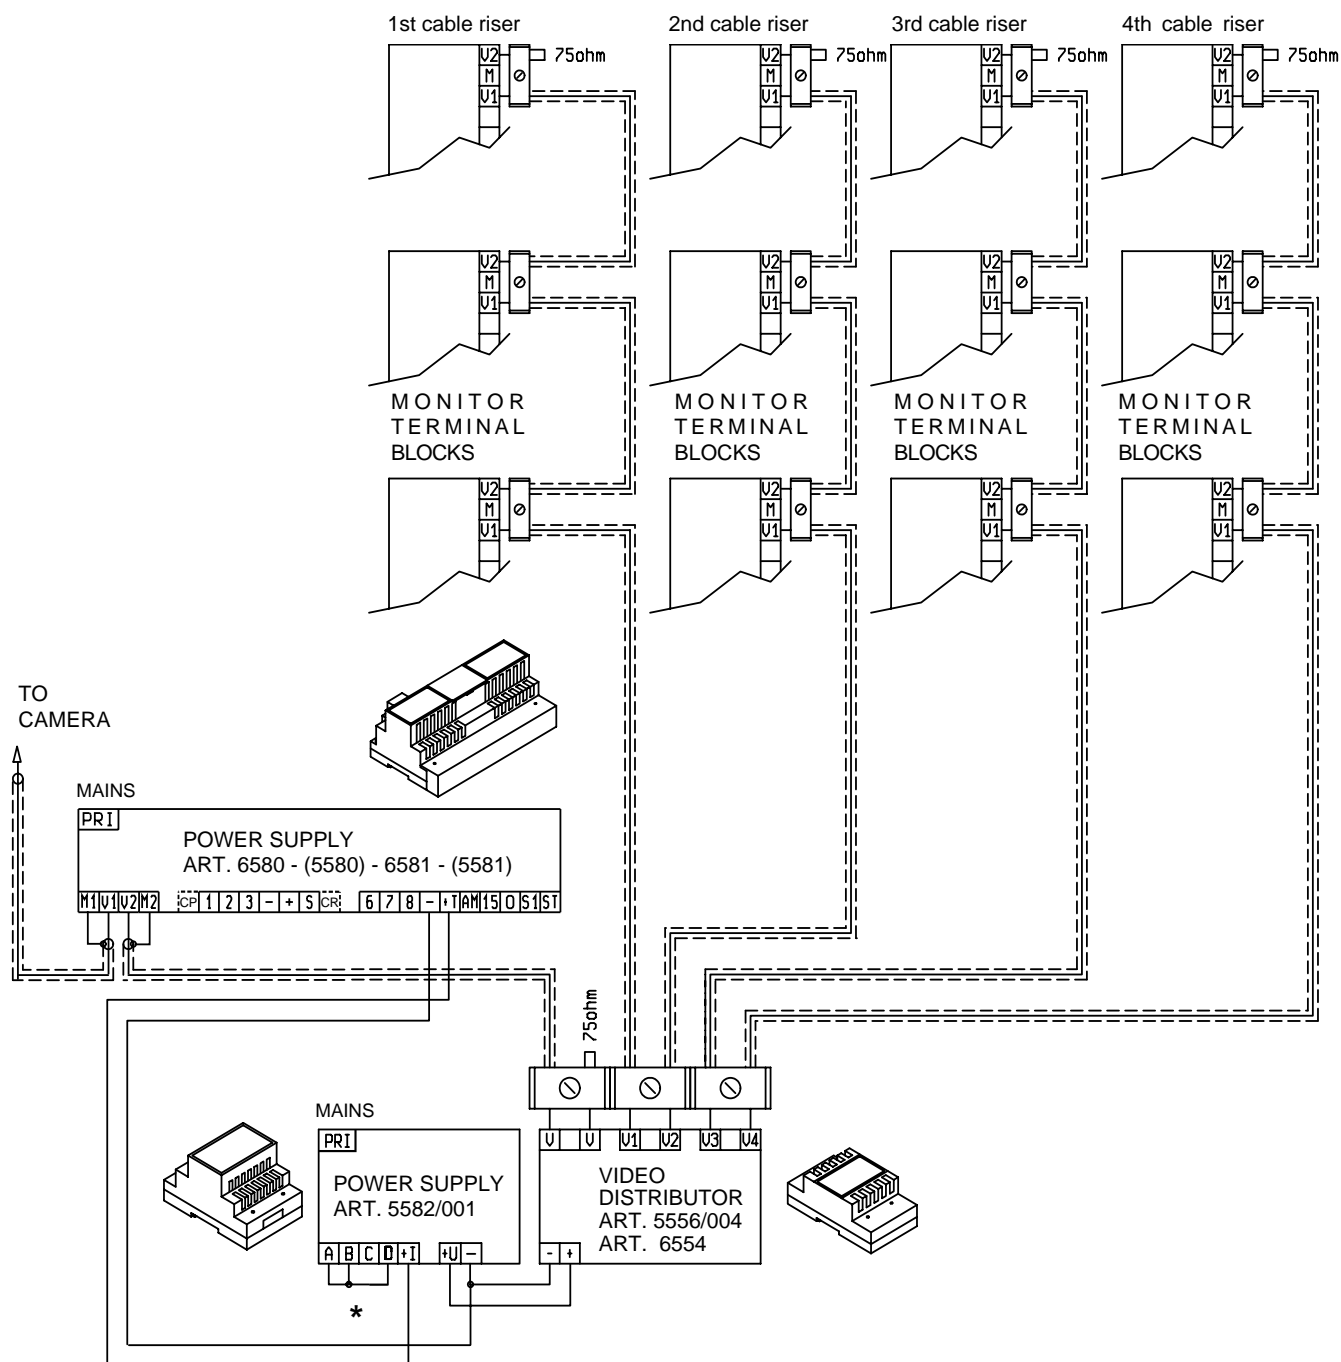 1st cable riser 2nd cable riser 3rd cable riser 4th cable riser
V2 75ohm V2 75ohm V2 75ohm V2 75ohm
M M M M
V1 V1 V1 V1
V2 V2 V2 V2
M M M M
V1 V1 V1 V1
MONITOR MONITOR MONITOR MONITOR
TERMINAL TERMINAL TERMINAL TERMINAL
BLOCKS BLOCKS BLOCKS BLOCKS
V2 V2 V2 V2
M M M M
V1 V1 V1 V1
TO
CAMERA
MAINS
PRI
POWER SUPPLY
ART. 6580 - (5580) - 6581 - (5581)
M1 V1 V2 M2 CP 1 2 3 - + S CR 6 7 8 - +T AM 15 0 S1 ST
75ohm
MAINS
PRI
POWER SUPPLY
ART. 5582/001
A B C D +I +U -
*
V V V1 V2 V3 V4
VIDEO
DISTRIBUTOR
ART. 5556/004
ART. 6554
- +